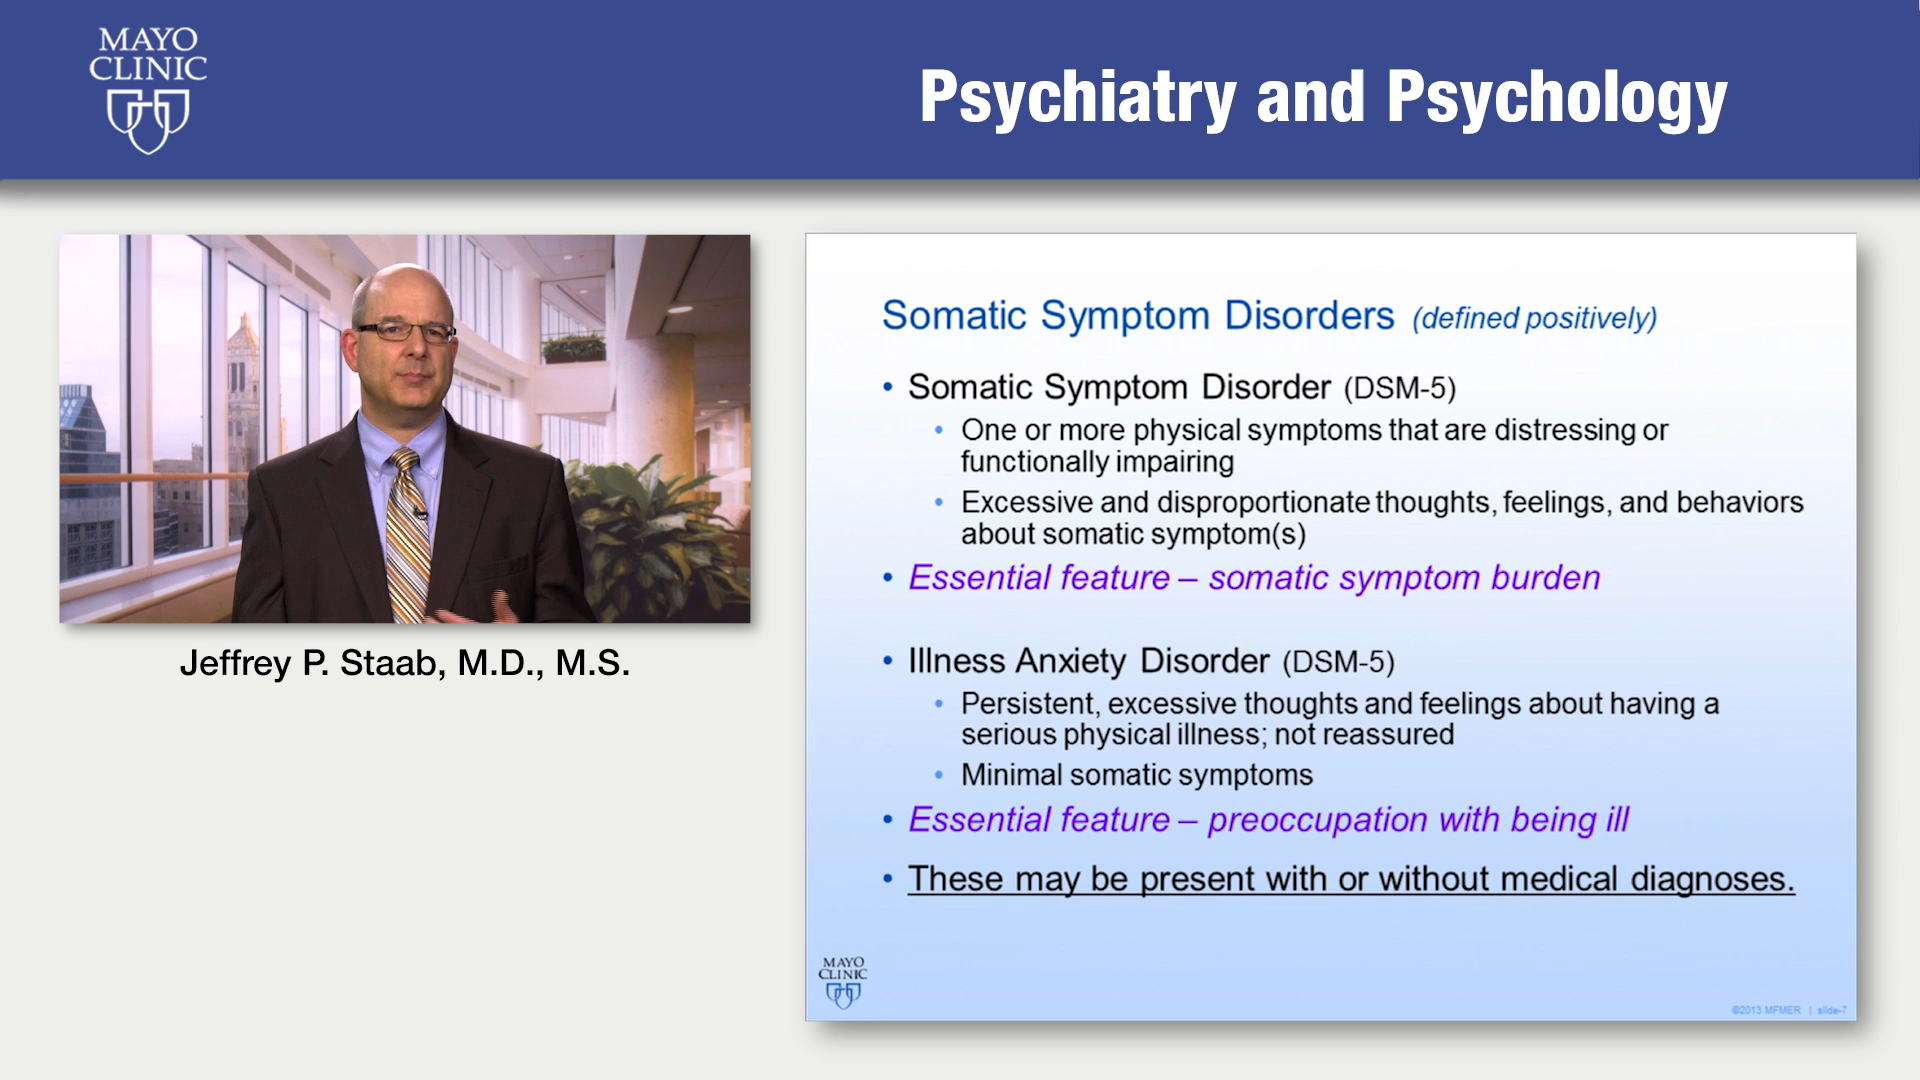 MAYO
CLINIC
Psychiatry and Psychology
Jeffrey P. Staab, M.D., M.S.
Somatic Symptom Disorders (defined positively)
• Somatic Symptom Disorder (DSM-5)
• One or more physical symptoms that are distressing or
functionally impairing
• Excessive and disproportionate thoughts, feelings, and behaviors
about somatic symptom(s)
• Essential feature – somatic symptom burden
• Illness Anxiety Disorder (DSM-5)
• Persistent, excessive thoughts and feelings about having a
serious physical illness; not reassured
• Minimal somatic symptoms
• Essential feature – preoccupation with being ill
• These may be present with or without medical diagnoses.
MAYO
CLINIC
©2013 MFMER | slide-7